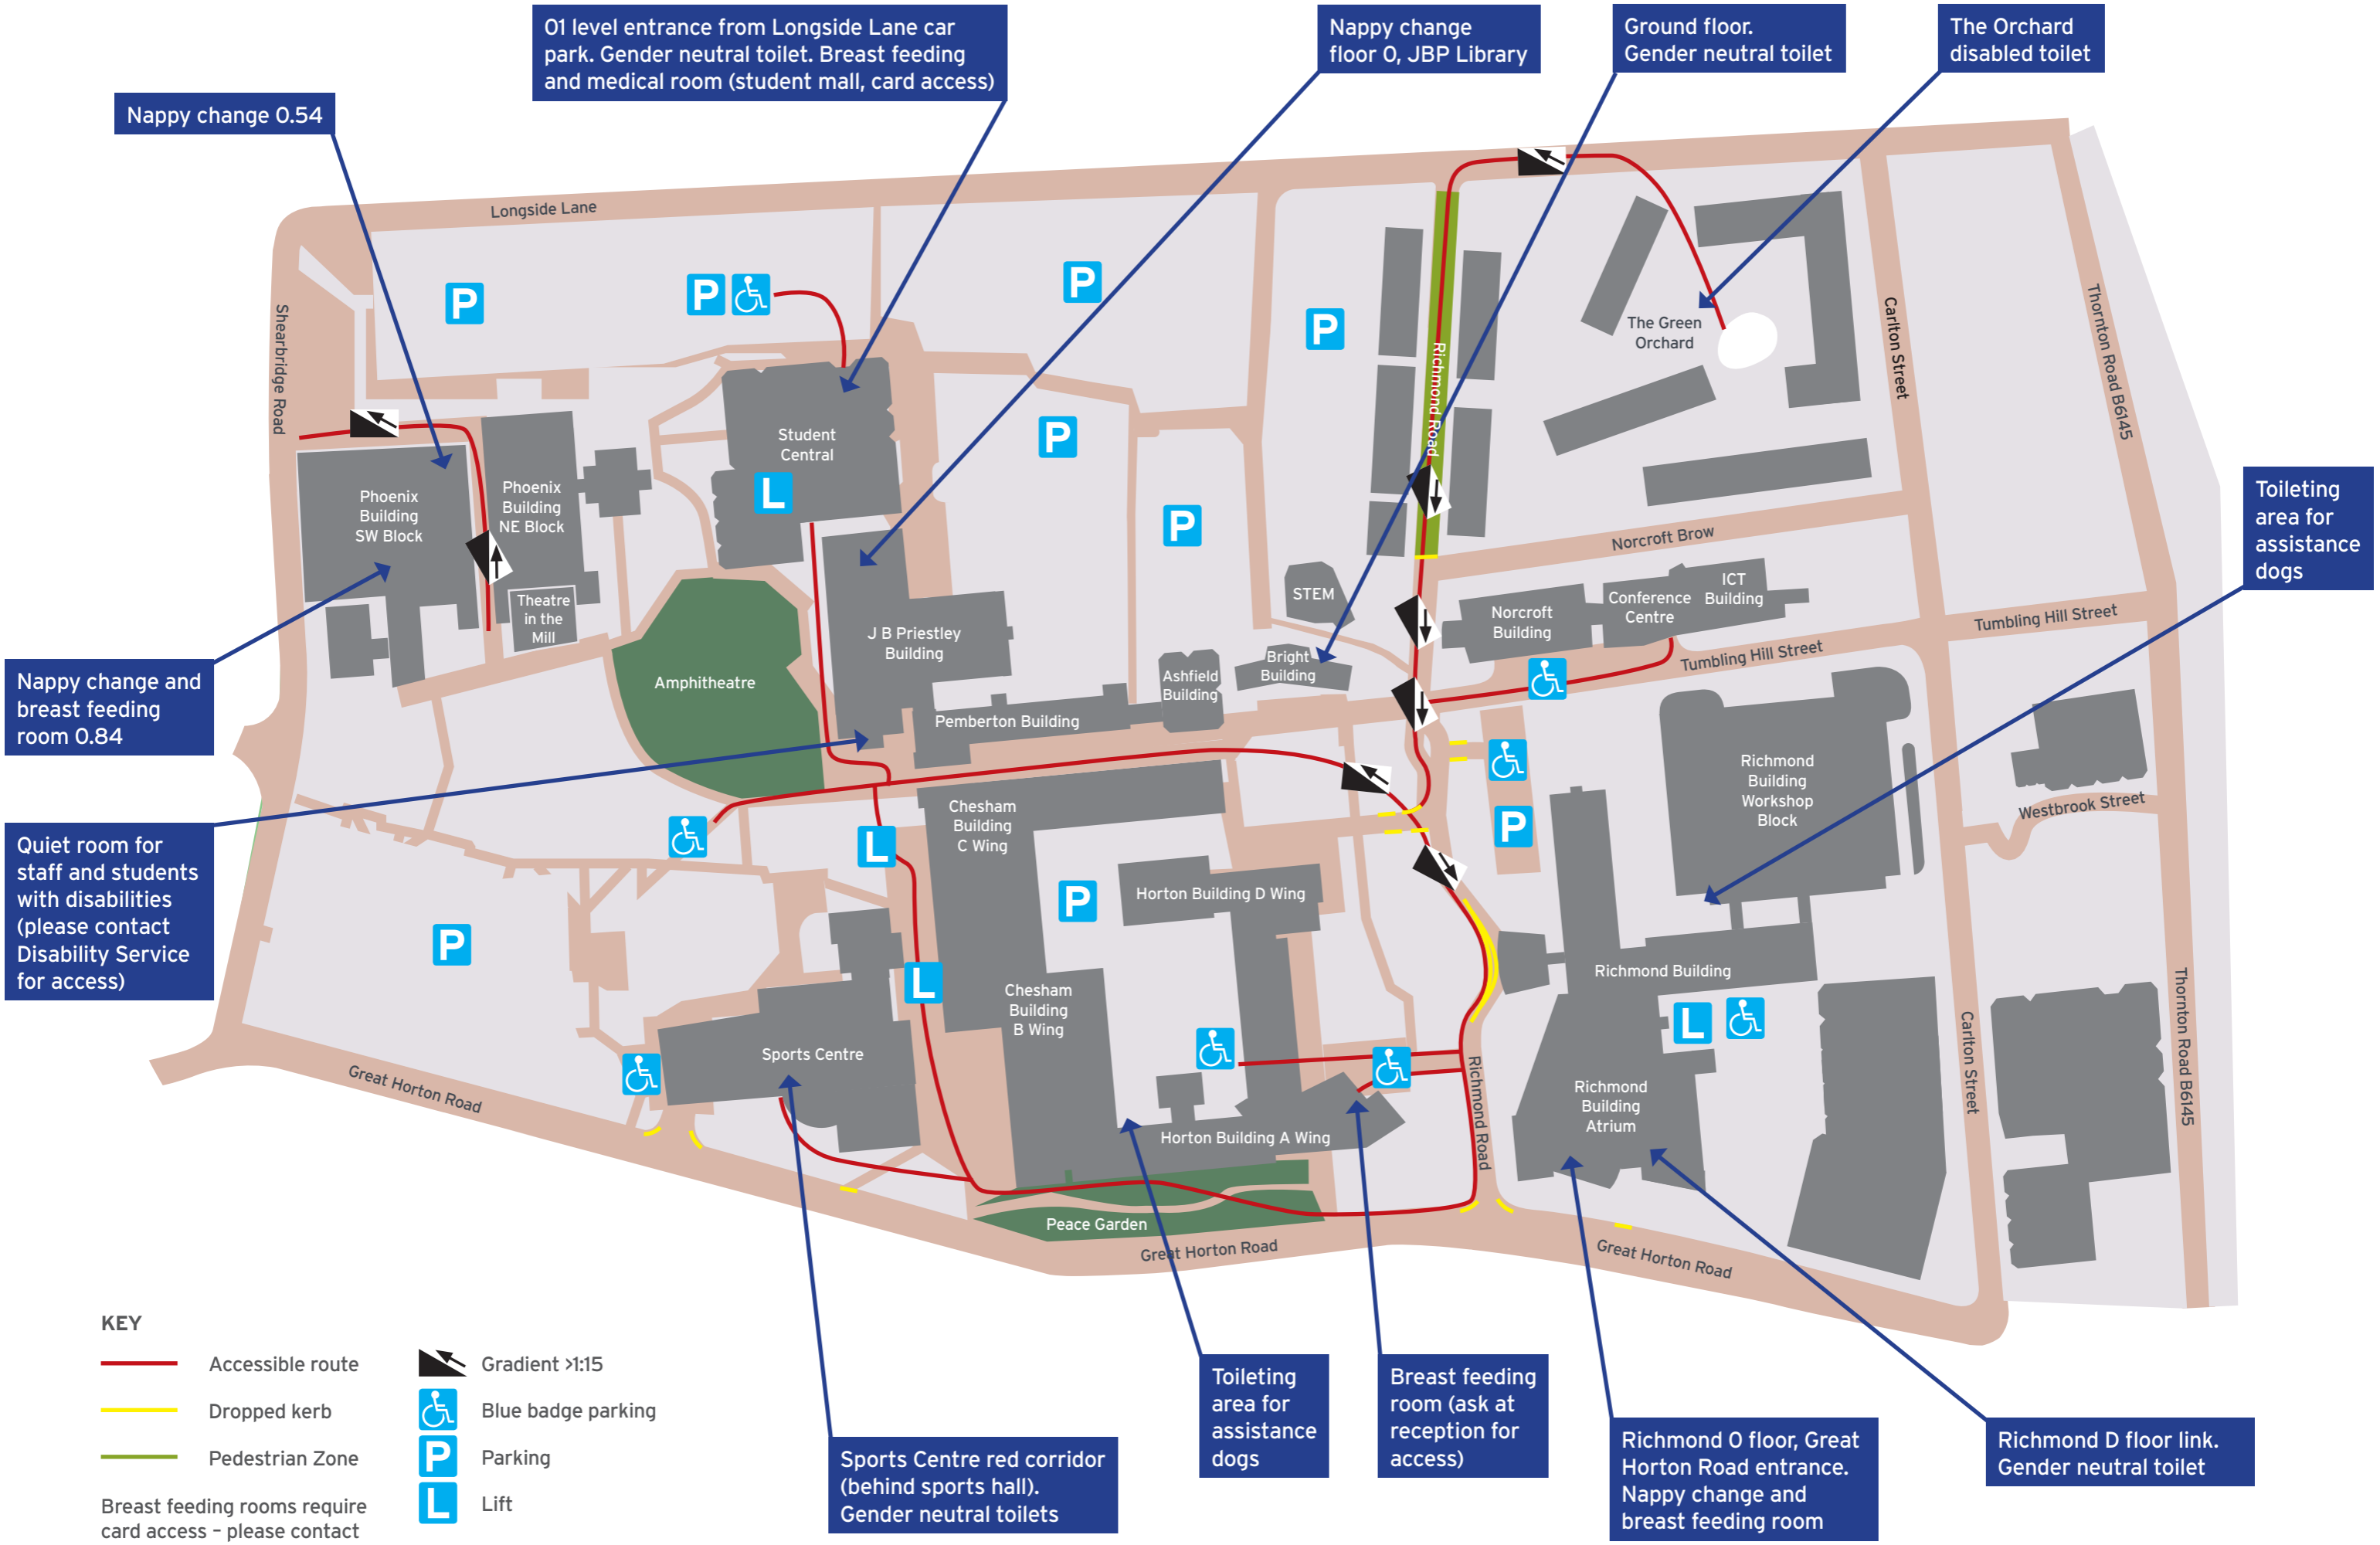 01 level entrance from Longside Lane car
park. Gender neutral toilet. Breast feeding
and medical room (student mall, card access)
Nappy change
floor 0, JBP Library
Ground floor.
Gender neutral toilet
The Orchard
disabled toilet
Nappy change 0.54
Longside Lane
P
P
P
P
Shearbridge Road
The Green
Orchard
Richmond Road
Carlton Street
Thornton Road B6145
Student
Central
L
P
P
Phoenix
Building
SW Block
Phoenix
Building
NE Block
Theatre
in the
Mill
Toileting
area for
assistance
dogs
Norcroft Brow
STEM
Norcroft
Building
Conference
Centre
ICT
Building
Tumbling Hill Street
Tumbling Hill Street
J B Priestley
Building
Amphitheatre
Ashfield
Building
Bright
Building
Pemberton Building
Nappy change and
breast feeding
room 0.84
Richmond
Building
Workshop
Block
Westbrook Street
P
Quiet room for
staff and students
with disabilities
(please contact
Disability Service
for access)
L
Chesham
Building
C Wing
P
Horton Building D Wing
P
L
Richmond Building
Chesham
Building
B Wing
L
Sports Centre
Richmond
Building
Atrium
Richmond Road
Carlton Street
Thornton Road B6145
Horton Building A Wing
Great Horton Road
Peace Garden
Great Horton Road
Great Horton Road
KEY
Accessible route
Dropped kerb
Pedestrian Zone
Breast feeding rooms require
card access – please contact
Gradient >1:15
Blue badge parking
P
Parking
L
Lift
Sports Centre red corridor
(behind sports hall).
Gender neutral toilets
Toileting
area for
assistance
dogs
Breast feeding
room (ask at
reception for
access)
Richmond 0 floor, Great
Horton Road entrance.
Nappy change and
breast feeding room
Richmond D floor link.
Gender neutral toilet